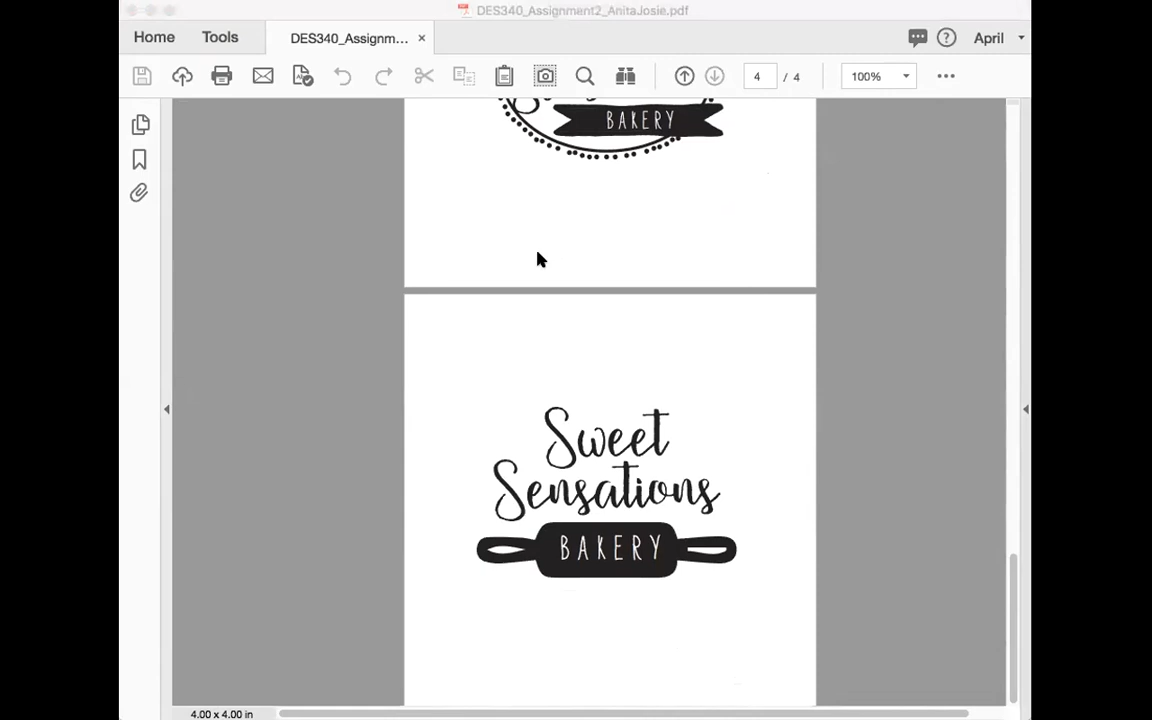 DES340_Assignment2_AnitaJosie.pdf
Home Tools DES340_Assignm... × April
4 / 4 100%
BAKERY
Sweet
Sensations
BAKERY
4.00 x 4.00 in